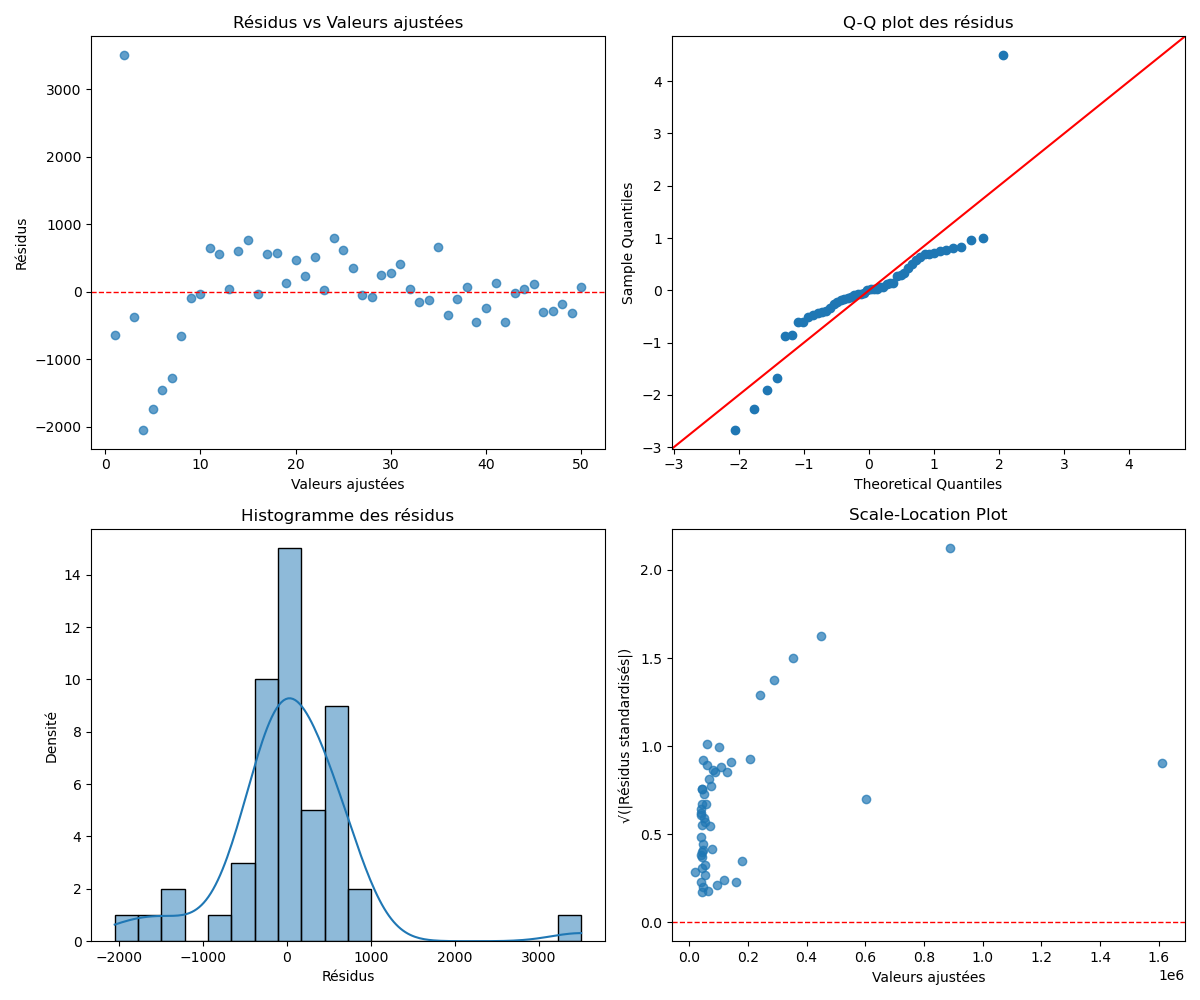 Résidus vs Valeurs ajustées
3000
2000
1000
0
−1000
−2000
Résidus
0 10 20 30 40 50
Valeurs ajustées
Q-Q plot des résidus
4
3
2
1
0
−1
−2
−3
Sample Quantiles
−3 −2 −1 0 1 2 3 4
Theoretical Quantiles
Histogramme des résidus
14
12
10
8
6
4
2
0
Densité
−2000 −1000 0 1000 2000 3000
Résidus
Scale-Location Plot
2.0
1.5
1.0
0.5
0.0
√(|Résidus standardisés|)
0.0 0.2 0.4 0.6 0.8 1.0 1.2 1.4 1.6
1e6
Valeurs ajustées